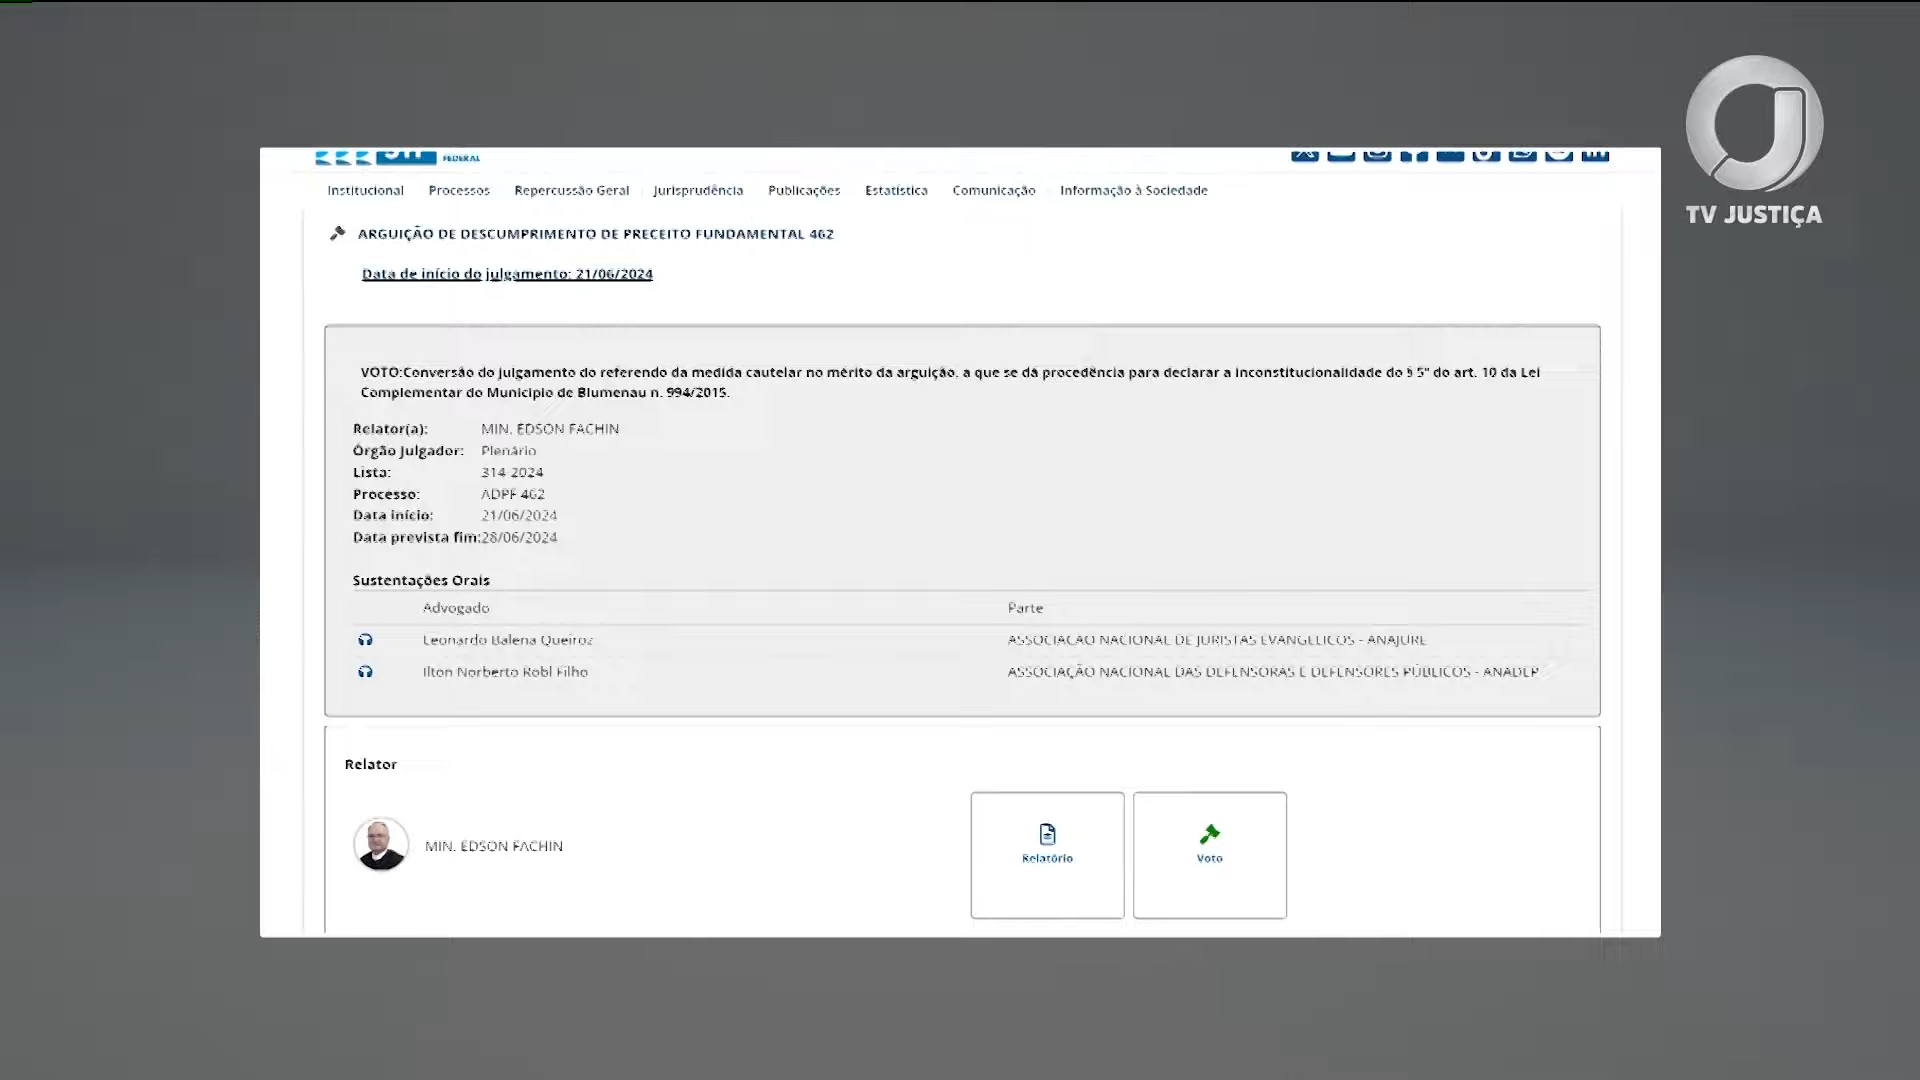 STF FEDERAL
TV JUSTIÇA
Institucional Processos Repercussão Geral Jurisprudência Publicações Estatística Comunicação Informação à Sociedade
ARGUIÇÃO DE DESCUMPRIMENTO DE PRECEITO FUNDAMENTAL 462
Data de início do julgamento: 21/06/2024
VOTO:Conversão do julgamento do referendo da medida cautelar no mérito da arguição, a que se dá procedência para declarar a inconstitucionalidade do § 5º do art. 10 da Lei
Complementar do Município de Blumenau n. 994/2015.
Relator(a): MIN. EDSON FACHIN
Órgão Julgador: Plenário
Lista: 314-2024
Processo: ADPF 462
Data início: 21/06/2024
Data prevista fim: 28/06/2024
Sustentações Orais
Advogado Parte
Leonardo Balena Queiroz ASSOCIAÇÃO NACIONAL DE JURISTAS EVANGÉLICOS - ANAJURE
Ilton Norberto Robl Filho ASSOCIAÇÃO NACIONAL DAS DEFENSORAS E DEFENSORES PÚBLICOS - ANADEP
Relator
MIN. EDSON FACHIN
Relatório Voto